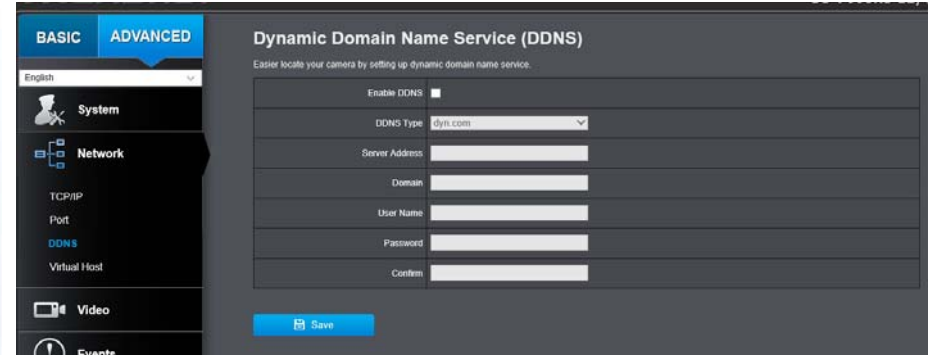 BASIC ADVANCED
English
System
Network
TCP/IP
Port
DDNS
Virtual Host
Video
Events
Dynamic Domain Name Service (DDNS)
Easier locate your camera by setting up dynamic domain name service.
Enable DDNS
DDNS Type dyn.com
Server Address
Domain
User Name
Password
Confirm
Save